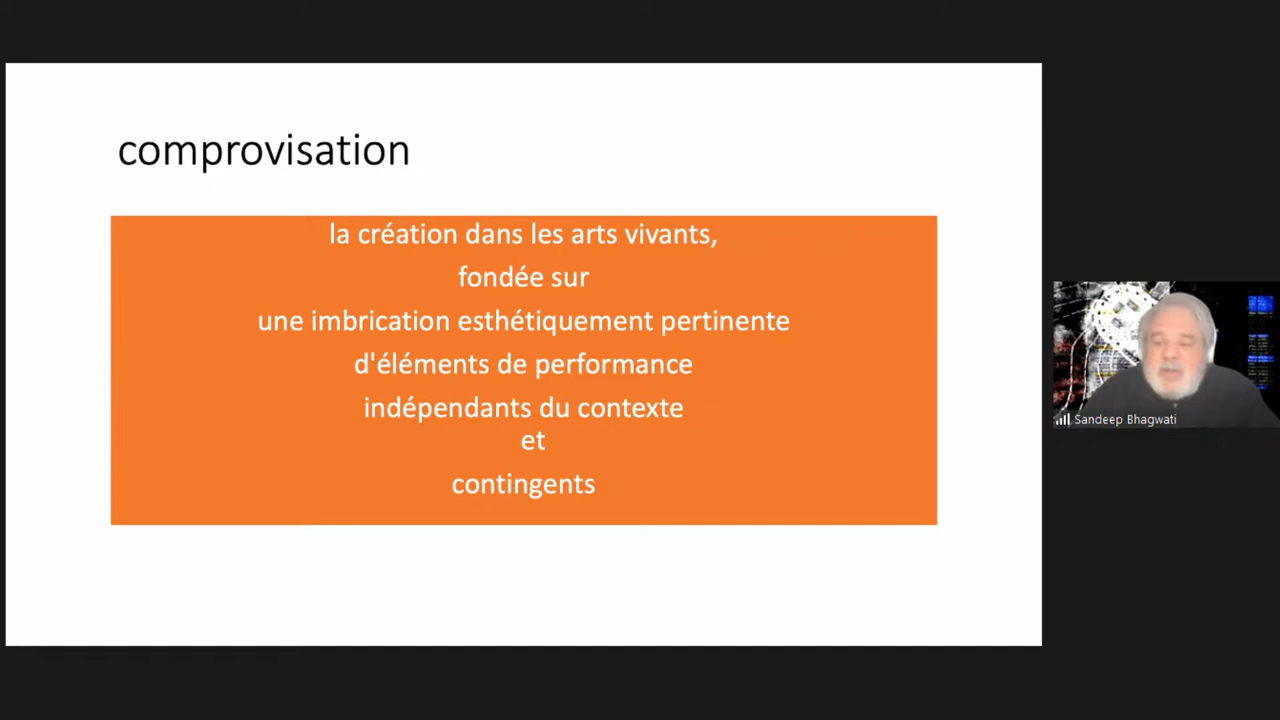 comprovisation
la création dans les arts vivants,
fondée sur
une imbrication esthétiquement pertinente
d'éléments de performance
indépendants du contexte
et
contingents
Sandeep Bhagwati